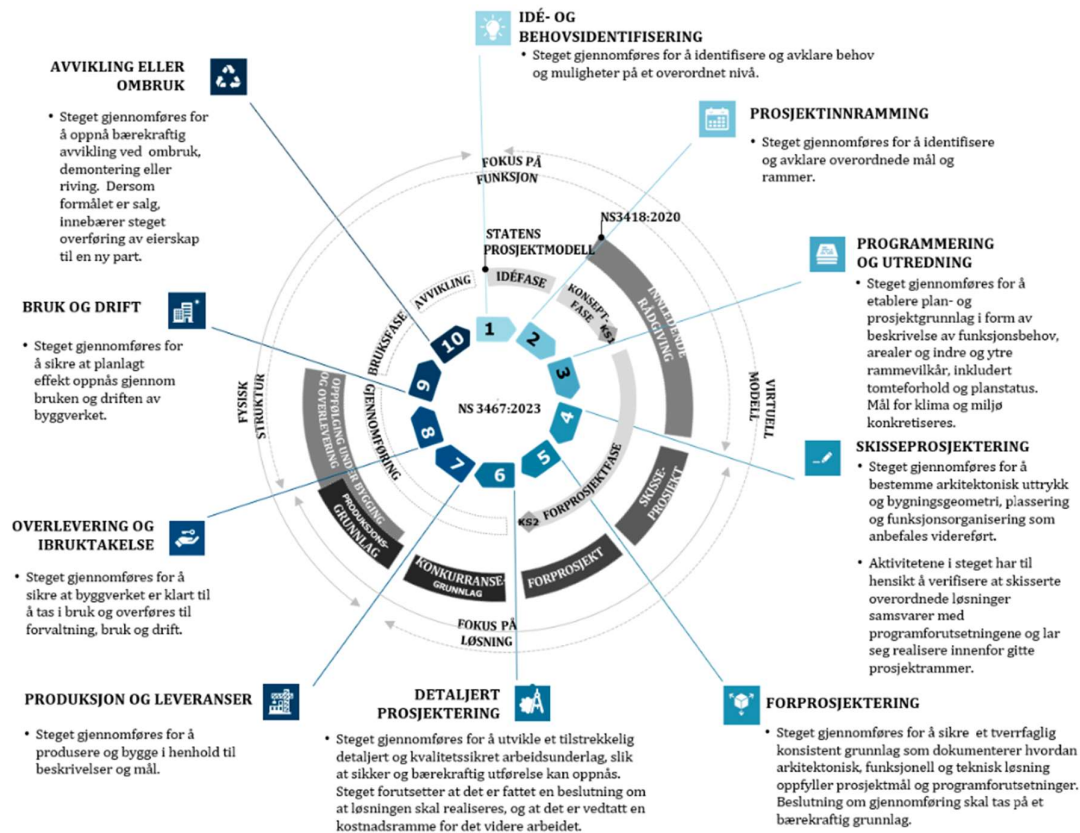 IDÉ- OG
BEHOVSIDENTIFISERING
• Steget gjennomføres for å identifisere og avklare behov
og muligheter på et overordnet nivå.
PROSJEKTINNRAMMING
• Steget gjennomføres for å identifisere
og avklare overordnede mål og
rammer.
PROGRAMMERING
OG UTREDNING
• Steget gjennomføres for å
etablere plan- og
prosjektgrunnlag i form av
beskrivelse av funksjonsbehov,
arealer og indre og ytre
rammevilkår, inkludert
tomteforhold og planstatus.
Mål for klima og miljø
konkretiseres.
SKISSEPROSJEKTERING
• Steget gjennomføres for å
bestemme arkitektonisk uttrykk
og bygningsgeometri, plassering
og funksjonsorganisering som
anbefales videreført.
• Aktivitetene i steget har til
hensikt å verifisere at skisserte
overordnede løsninger
samsvarer med
programforutsetningene og lar
seg realisere innenfor gitte
prosjektrammer.
FORPROSJEKTERING
• Steget gjennomføres for å sikre et tverrfaglig
konsistent grunnlag som dokumenterer hvordan
arkitektonisk, funksjonell og teknisk løsning
oppfyller prosjektmål og programforutsetninger.
Beslutning om gjennomføring skal tas på et
bærekraftig grunnlag.
DETALJERT
PROSJEKTERING
• Steget gjennomføres for å utvikle et tilstrekkelig
detaljert og kvalitetssikret arbeidsunderlag, slik
at sikker og bærekraftig utførelse kan oppnås.
Steget forutsetter at det er fattet en beslutning om
at løsningen skal realiseres, og at det er vedtatt en
kostnadsramme for det videre arbeidet.
PRODUKSJON OG LEVERANSER
• Steget gjennomføres for å
produsere og bygge i henhold til
beskrivelser og mål.
OVERLEVERING OG
IBRUKTAKELSE
• Steget gjennomføres for å
sikre at byggverket er klart til
å tas i bruk og overføres til
forvaltning, bruk og drift.
BRUK OG DRIFT
• Steget gjennomføres for
å sikre at planlagt
effekt oppnås gjennom
bruken og driften av
byggverket.
AVVIKLING ELLER
OMBRUK
• Steget gjennomføres for
å oppnå bærekraftig
avvikling ved ombruk,
demontering eller
riving. Dersom
formålet er salg,
innebærer steget
overføring av eierskap
til en ny part.
FOKUS PÅ
FUNKSJON
VIRTUELL
MODELL
FOKUS PÅ
LØSNING
FYSISK
STRUKTUR
NS3418:2020
INNLEDENDE
RÅDGIVING
SKISSE-
PROSJEKT
FORPROSJEKT
KONKURRANSE-
GRUNNLAG
PRODUKSJONS-
GRUNNLAG
OPPFØLGING UNDER BYGGING
OG OVERLEVERING
STATENS
PROSJEKTMODELL
IDÉFASE
KONSEPT-
FASE
KS1
FORPROSJEKTFASE
KS2
GJENNOMFØRING
BRUKSFASE
AVVIKLING
NS 3467:2023
1
2
3
4
5
6
7
8
9
10